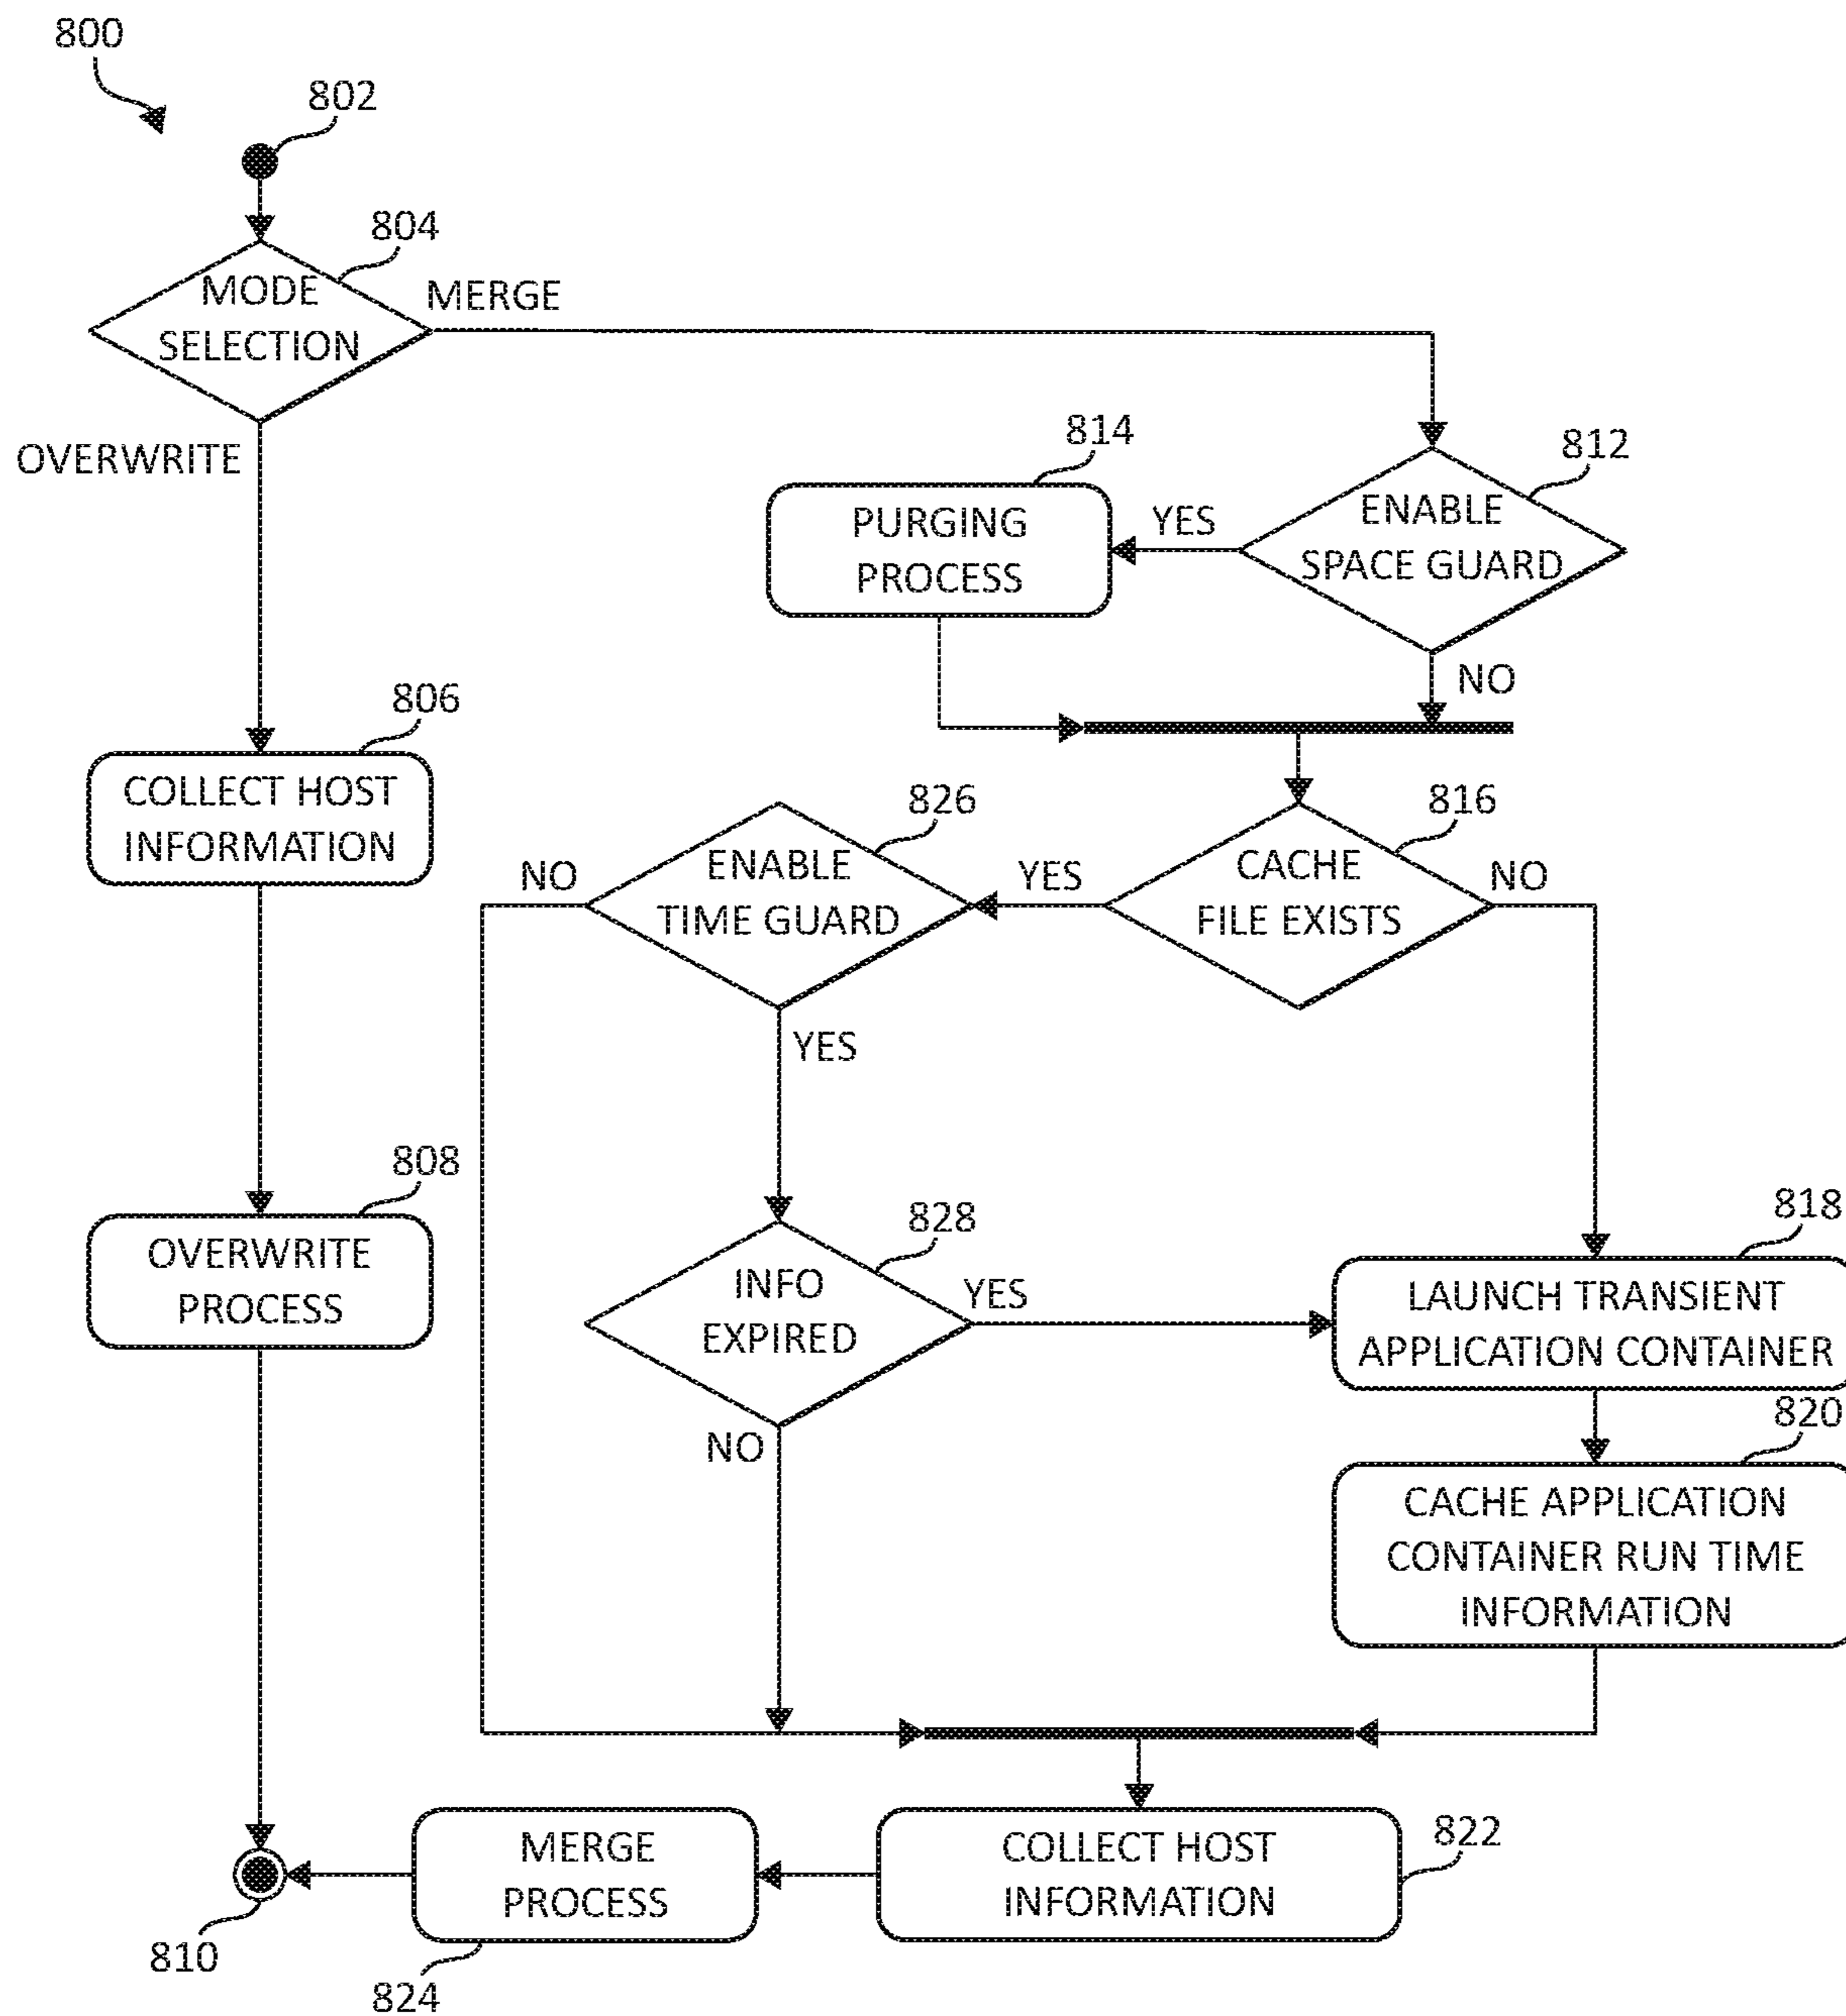 800
802
804
MODE
SELECTION
MERGE
OVERWRITE
814
812
PURGING
PROCESS
YES
ENABLE
SPACE GUARD
NO
806
COLLECT HOST
INFORMATION
826
816
NO
ENABLE
TIME GUARD
YES
CACHE
FILE EXISTS
NO
YES
808
OVERWRITE
PROCESS
828
INFO
EXPIRED
YES
NO
818
LAUNCH TRANSIENT
APPLICATION CONTAINER
820
CACHE APPLICATION
CONTAINER RUN TIME
INFORMATION
MERGE
PROCESS
COLLECT HOST
INFORMATION
822
810
824